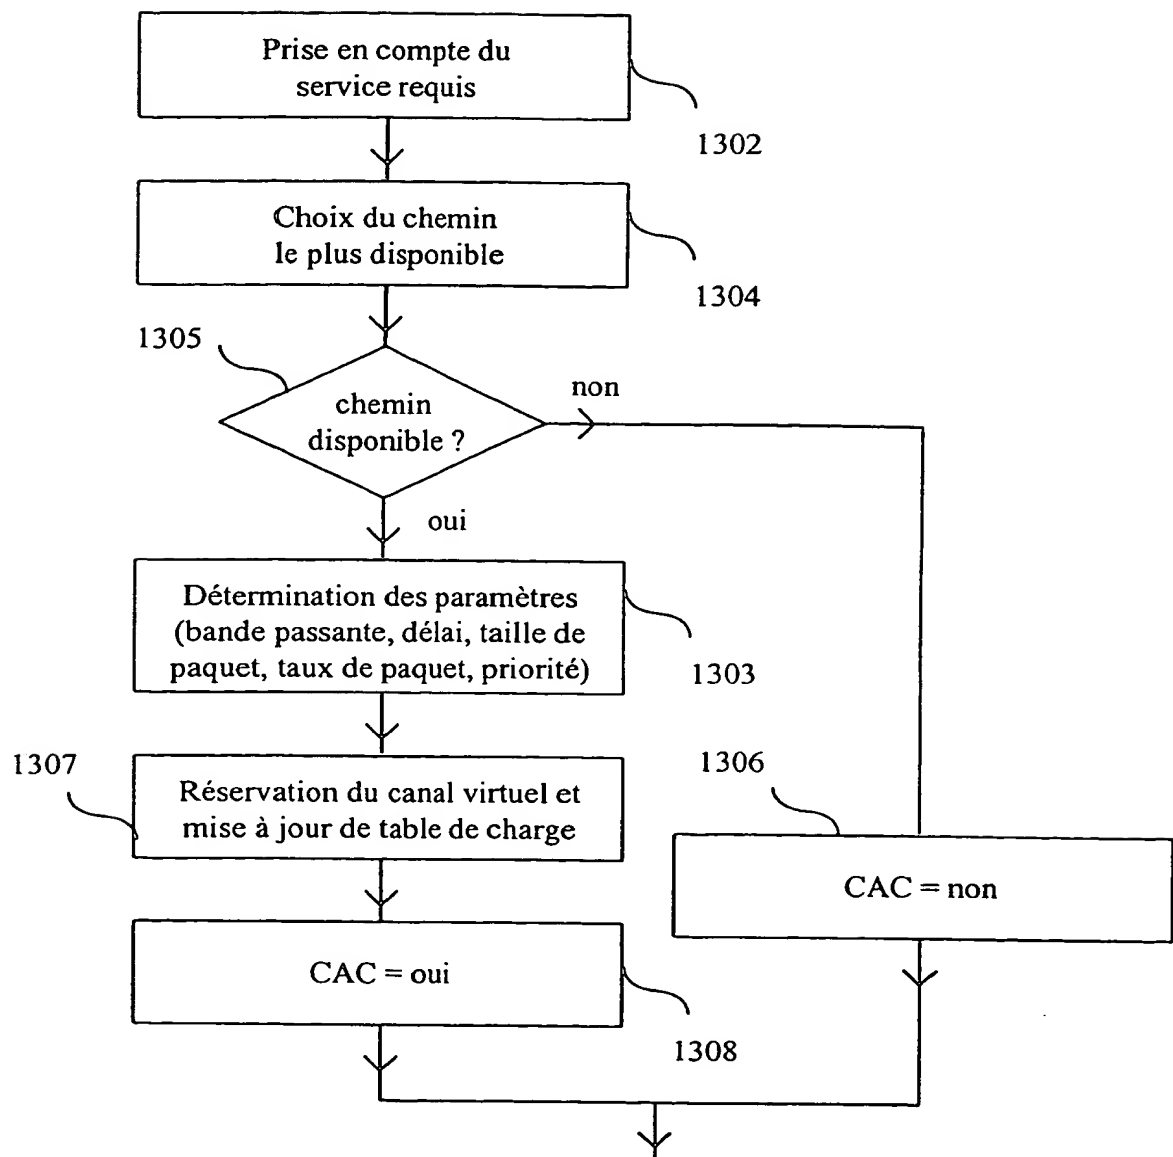 Prise en compte du
service requis
1302
Choix du chemin
le plus disponible
1304
1305
chemin
disponible ?
non
oui
Détermination des paramètres
(bande passante, délai, taille de
paquet, taux de paquet, priorité)
1303
1307
Réservation du canal virtuel et
mise à jour de table de charge
1306
CAC = non
CAC = oui
1308